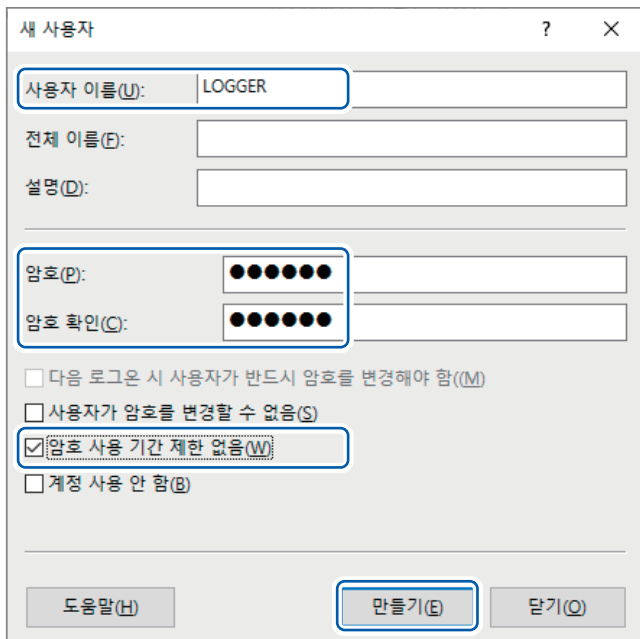 새 사용자 ? ×
사용자 이름(U): LOGGER
전체 이름(F):
설명(D):
암호(P): ●●●●●●
암호 확인(C): ●●●●●●
다음 로그온 시 사용자가 반드시 암호를 변경해야 함((M)
사용자가 암호를 변경할 수 없음(S)
암호 사용 기간 제한 없음(W)
계정 사용 안 함(B)
도움말(H) 만들기(E) 닫기(O)